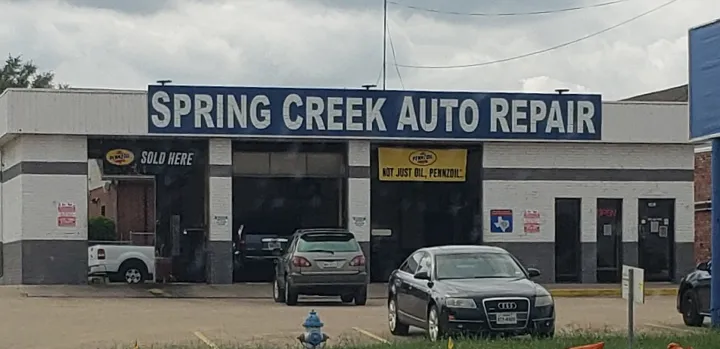 SPRING CREEK AUTO REPAIR
PENNZOIL
SOLD HERE
PENNZOIL
NOT JUST OIL, PENNZOIL.
OPEN